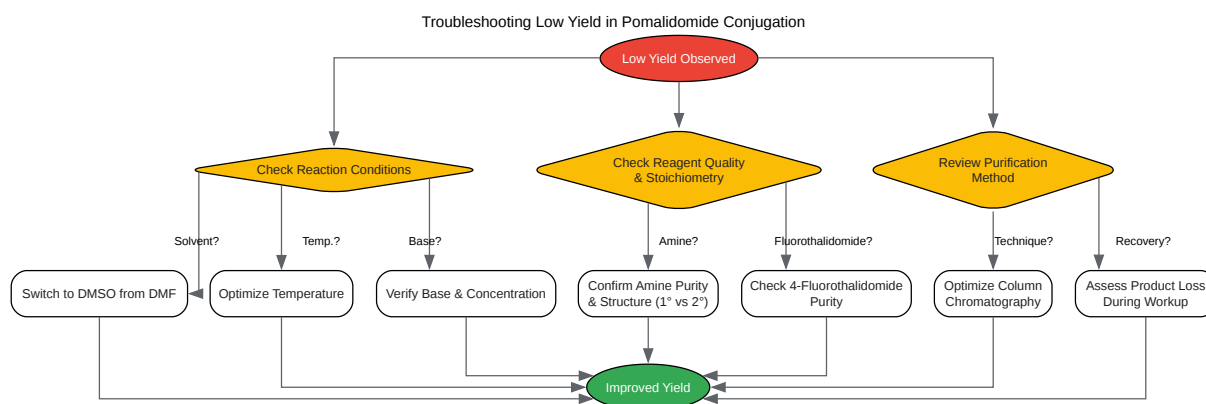 Troubleshooting Low Yield in Pomalidomide Conjugation
Low Yield Observed
Check Reaction Conditions
Check Reagent Quality
& Stoichiometry
Review Purification
Method
Solvent?
Temp.?
Base?
Amine?
Fluorothalidomide?
Technique?
Recovery?
Switch to DMSO from DMF
Optimize Temperature
Verify Base & Concentration
Confirm Amine Purity
& Structure (1° vs 2°)
Check 4-Fluorothalidomide
Purity
Optimize Column
Chromatography
Assess Product Loss
During Workup
Improved Yield